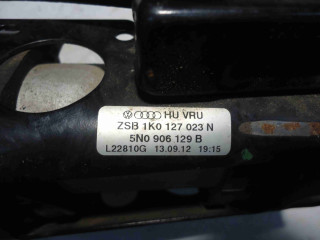 HU VRU
ZSB 1K0 127 023 N
5N0 906 129 B
L22810G 13.09.12 19:15